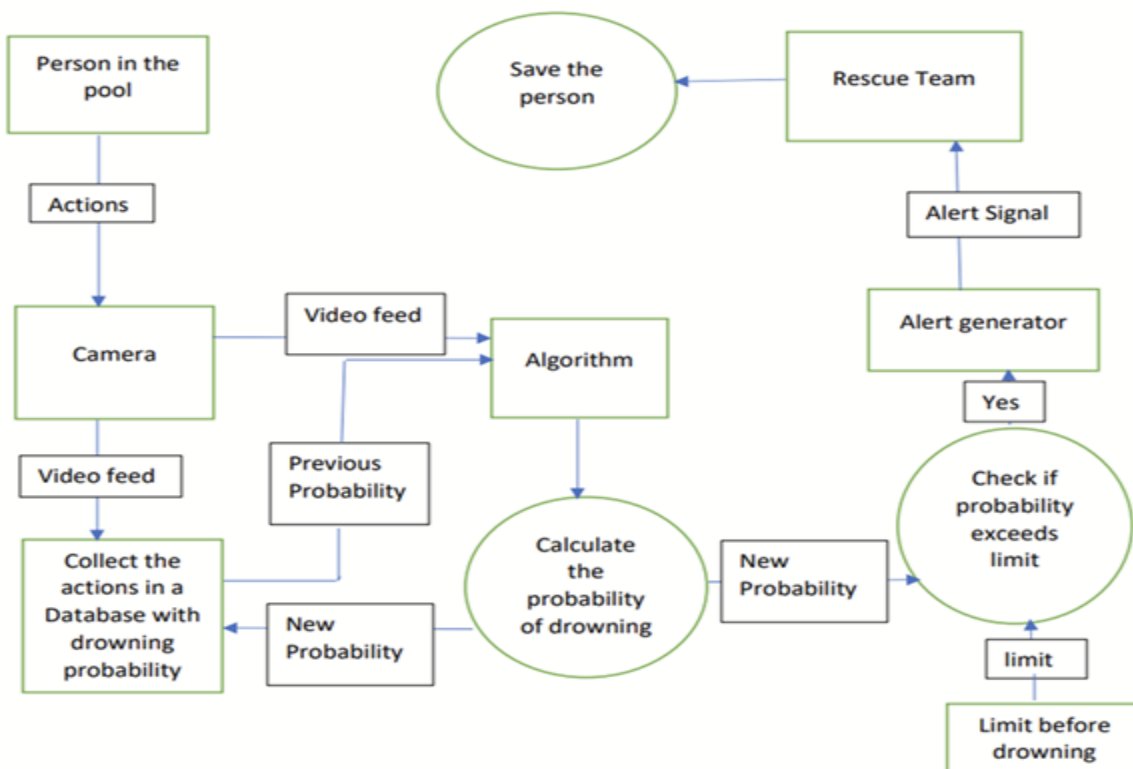 Person in the
pool
Save the
person
Rescue Team
Actions
Alert Signal
Video feed
Alert generator
Camera
Algorithm
Yes
Video feed
Previous
Probability
Check if
probability
exceeds
limit
Collect the
actions in a
Database with
drowning
probability
Calculate
the
probability
of drowning
New
Probability
New
Probability
limit
Limit before
drowning